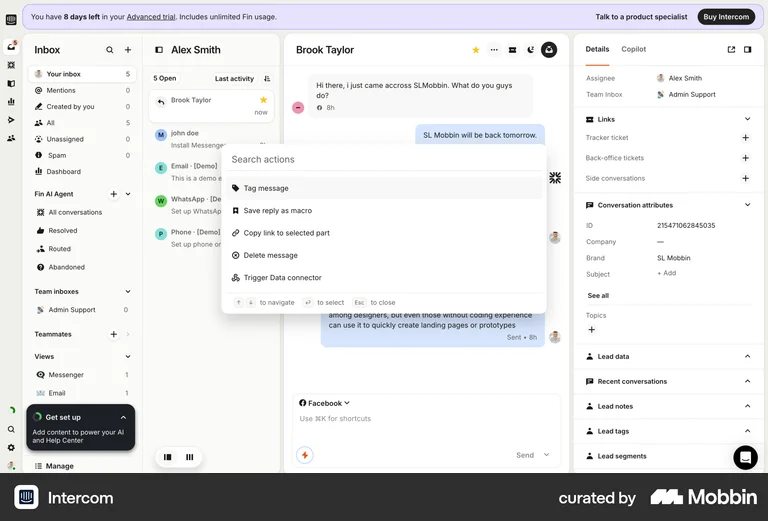 You have 8 days left in your Advanced trial. Includes unlimited Fin usage.
Talk to a product specialist
Buy Intercom
5
Inbox
Your inbox 5
Mentions 0
Created by you 0
All 5
Unassigned 0
Spam 0
Dashboard
Fin AI Agent
All conversations
Resolved
Routed
Abandoned
Team inboxes
Admin Support 0
Teammates
Views
Messenger 1
Email 1
Get set up
Add content to power your AI
and Help Center
Manage
Alex Smith
5 Open
Last activity
Brook Taylor
now
M
john doe
Install Messenger
E
Email · [Demo]
This is a demo e
W
WhatsApp · [De
Set up WhatsAp
P
Phone · [Demo]
Set up phone or
Brook Taylor
Hi there, i just came accross SLMobbin. What do you guys
do?
8h
SL Mobbin will be back tomorrow.
Search actions
Tag message
Save reply as macro
Copy link to selected part
Delete message
Trigger Data connector
to navigate
to select
Esc to close
among designers, but even those without coding experience
can use it to quickly create landing pages or prototypes
Sent • 8h
Facebook
Use ⌘K for shortcuts
Send
Details
Copilot
Assignee Alex Smith
Team Inbox Admin Support
Links
Tracker ticket
Back-office tickets
Side conversations
Conversation attributes
ID 215471062845035
Company —
Brand SL Mobbin
Subject + Add
See all
Topics
Lead data
Recent conversations
Lead notes
Lead tags
Lead segments
Intercom
curated by
Mobbin